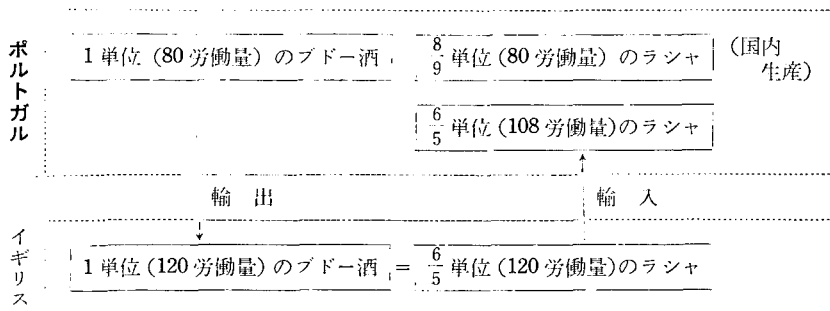 ポルトガル
1単位(80労働量)のブドー酒
8/9単位(80労働量)のラシャ
(国内生産)
6/5単位(108労働量)のラシャ
輸出
輸入
イギリス
1単位(120労働量)のブドー酒=6/5単位(120労働量)のラシャ